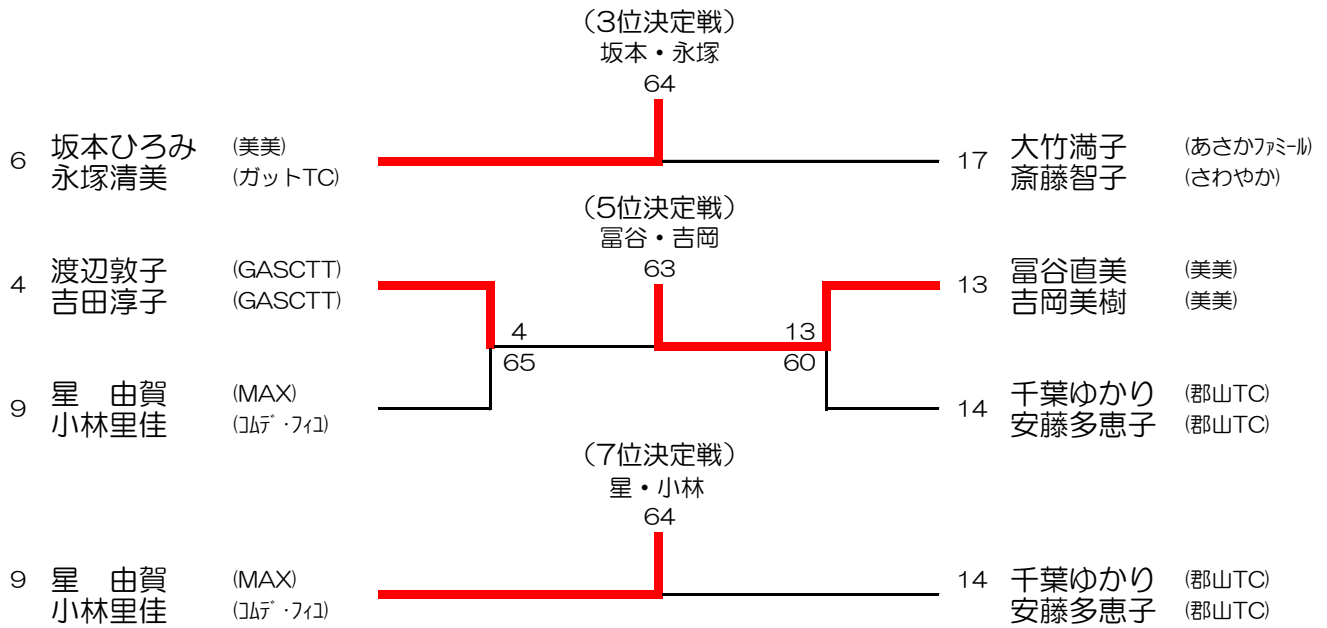 （3位決定戦）
坂本・永塚
64
6 坂本ひろみ (美美)
永塚清美 (ガットTC)
17 大竹満子 (あさかﾌｧﾐｰﾙ)
斎藤智子 (さわやか)
（5位決定戦）
冨谷・吉岡
63
4 渡辺敦子 (GASCTT)
吉田淳子 (GASCTT)
13 冨谷直美 (美美)
吉岡美樹 (美美)
4
65
13
60
9 星　由賀 (MAX)
小林里佳 (ｺﾑﾃﾞ･ﾌｨﾕ)
14 千葉ゆかり (郡山TC)
安藤多恵子 (郡山TC)
（7位決定戦）
星・小林
64
9 星　由賀 (MAX)
小林里佳 (ｺﾑﾃﾞ･ﾌｨﾕ)
14 千葉ゆかり (郡山TC)
安藤多恵子 (郡山TC)